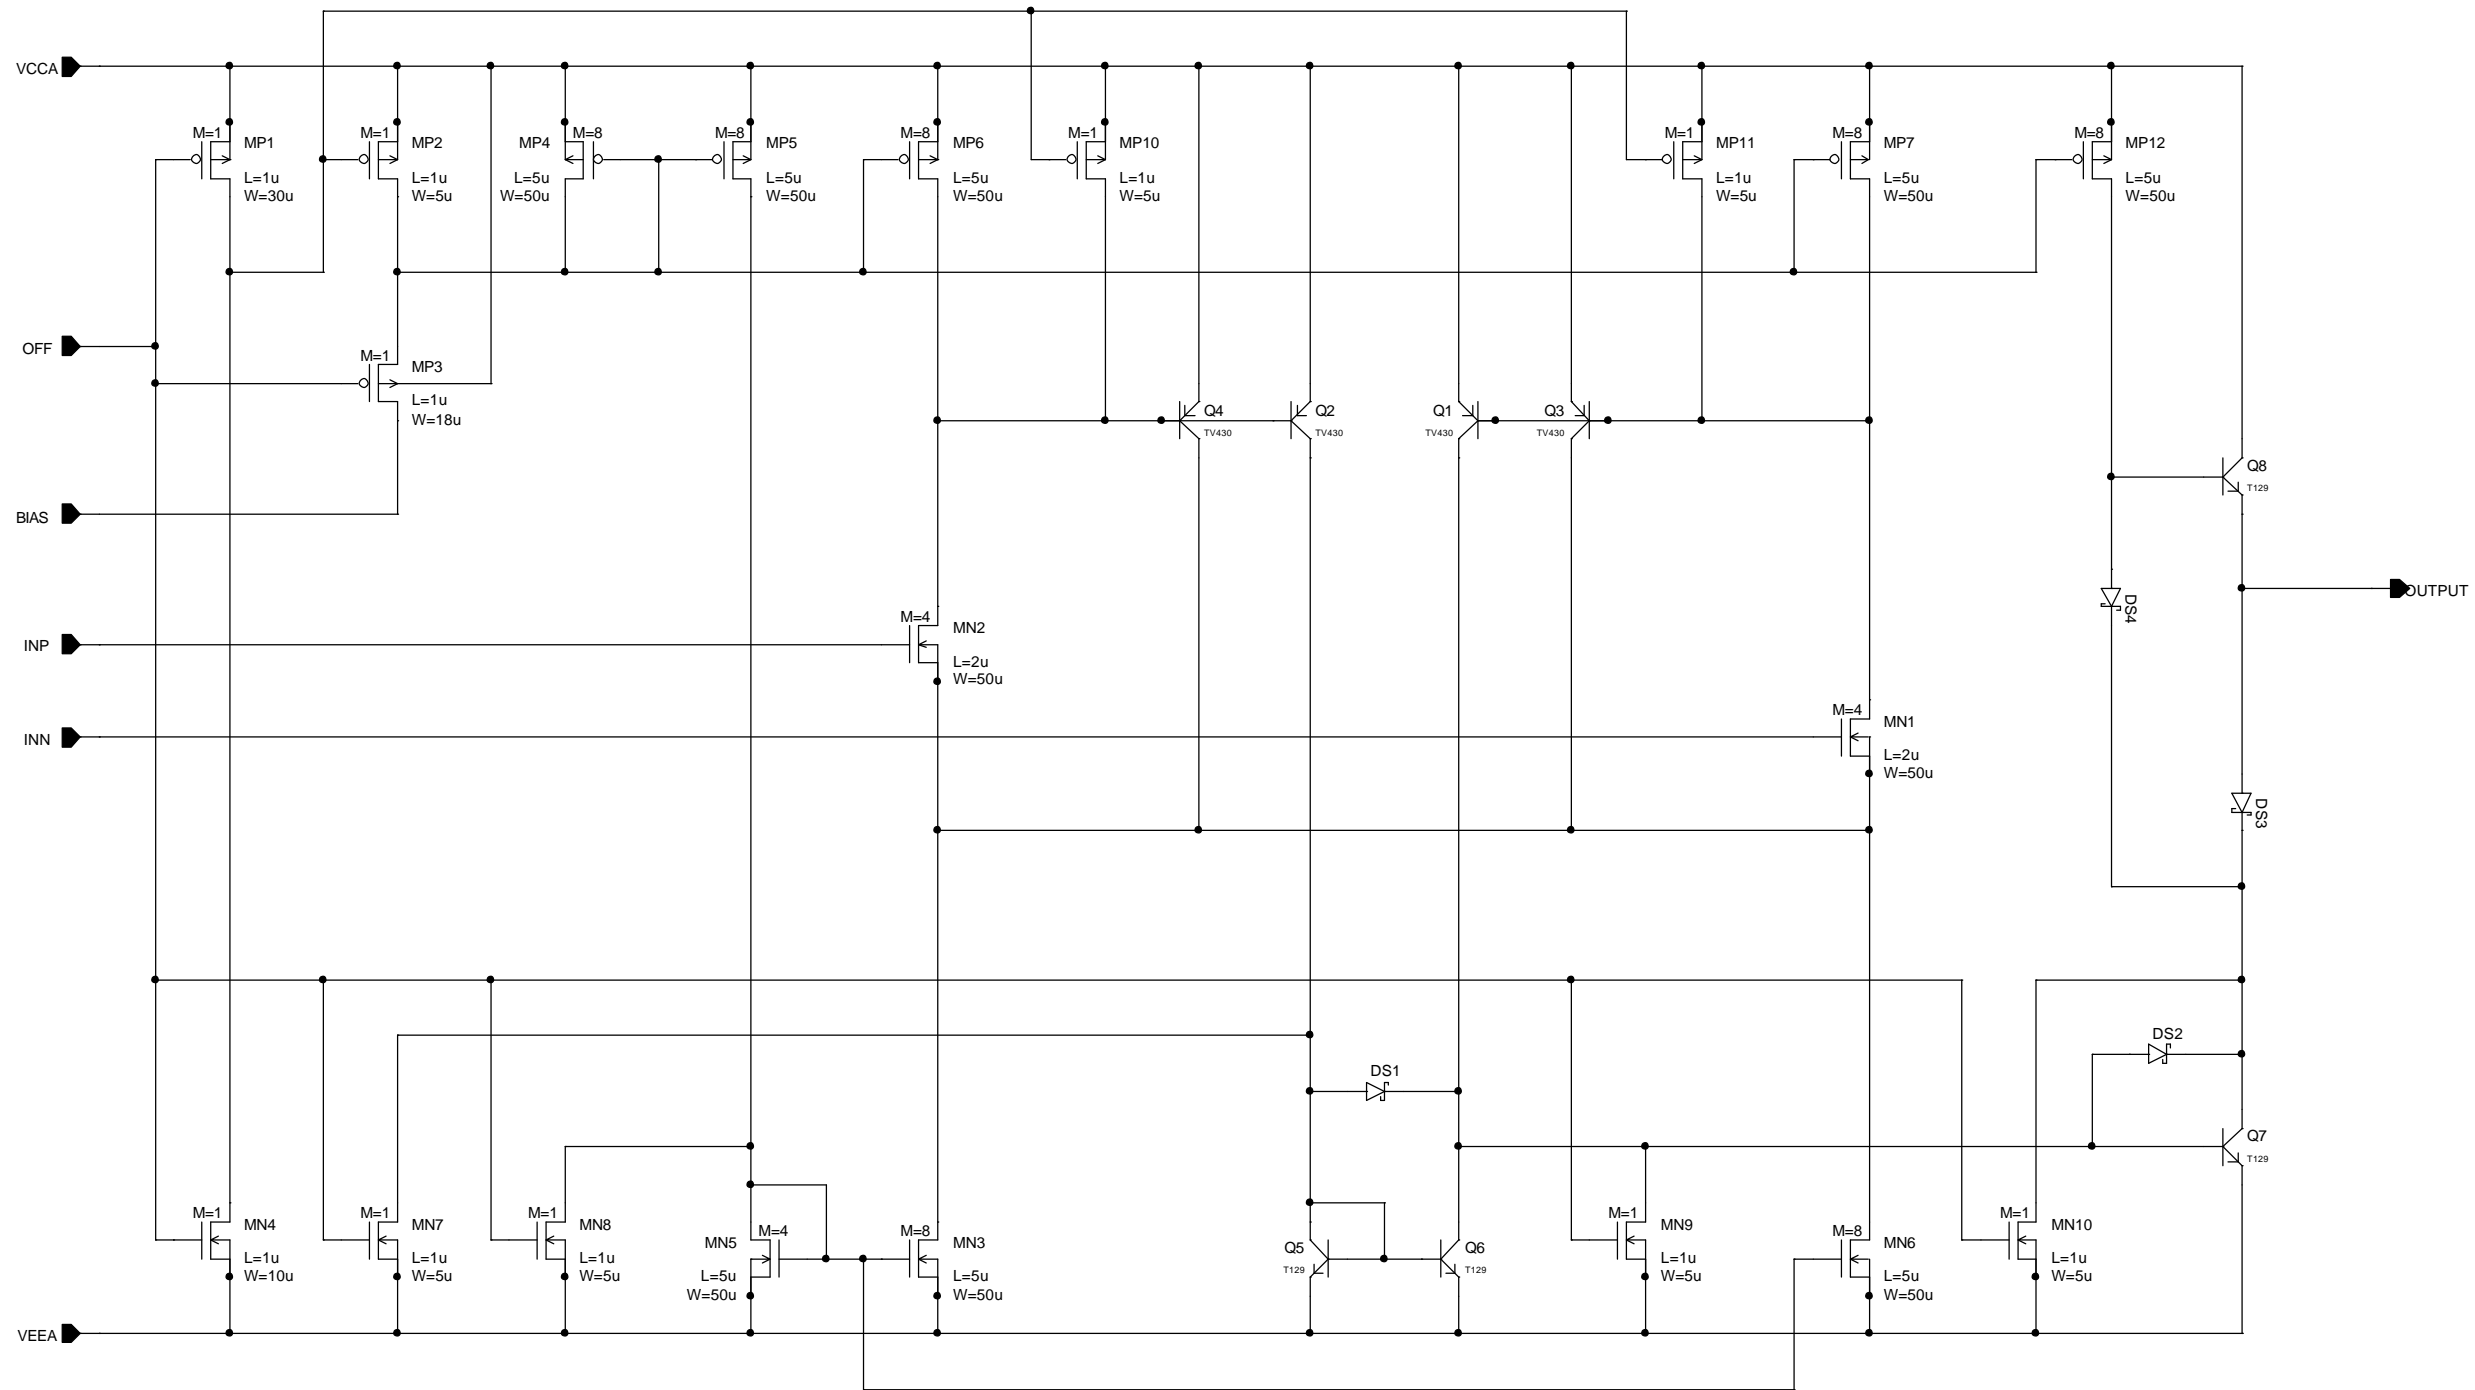 VCCA
M=1
MP1
L=1u
W=30u
M=1
MP2
L=1u
W=5u
MP4
M=8
L=5u
W=50u
M=8
MP5
L=5u
W=50u
M=8
MP6
L=5u
W=50u
M=1
MP10
L=1u
W=5u
M=1
MP11
L=1u
W=5u
M=8
MP7
L=5u
W=50u
M=8
MP12
L=5u
W=50u
OFF
M=1
MP3
L=1u
W=18u
Q4
TV430
Q2
TV430
Q1
TV430
Q3
TV430
Q8
T129
BIAS
DS4
OUTPUT
INP
M=4
MN2
L=2u
W=50u
INN
M=4
MN1
L=2u
W=50u
DS3
DS2
DS1
Q7
T129
M=1
MN4
L=1u
W=10u
M=1
MN7
L=1u
W=5u
M=1
MN8
L=1u
W=5u
MN5
M=4
L=5u
W=50u
M=8
MN3
L=5u
W=50u
Q5
T129
Q6
T129
M=1
MN9
L=1u
W=5u
M=8
MN6
L=5u
W=50u
M=1
MN10
L=1u
W=5u
VEEA